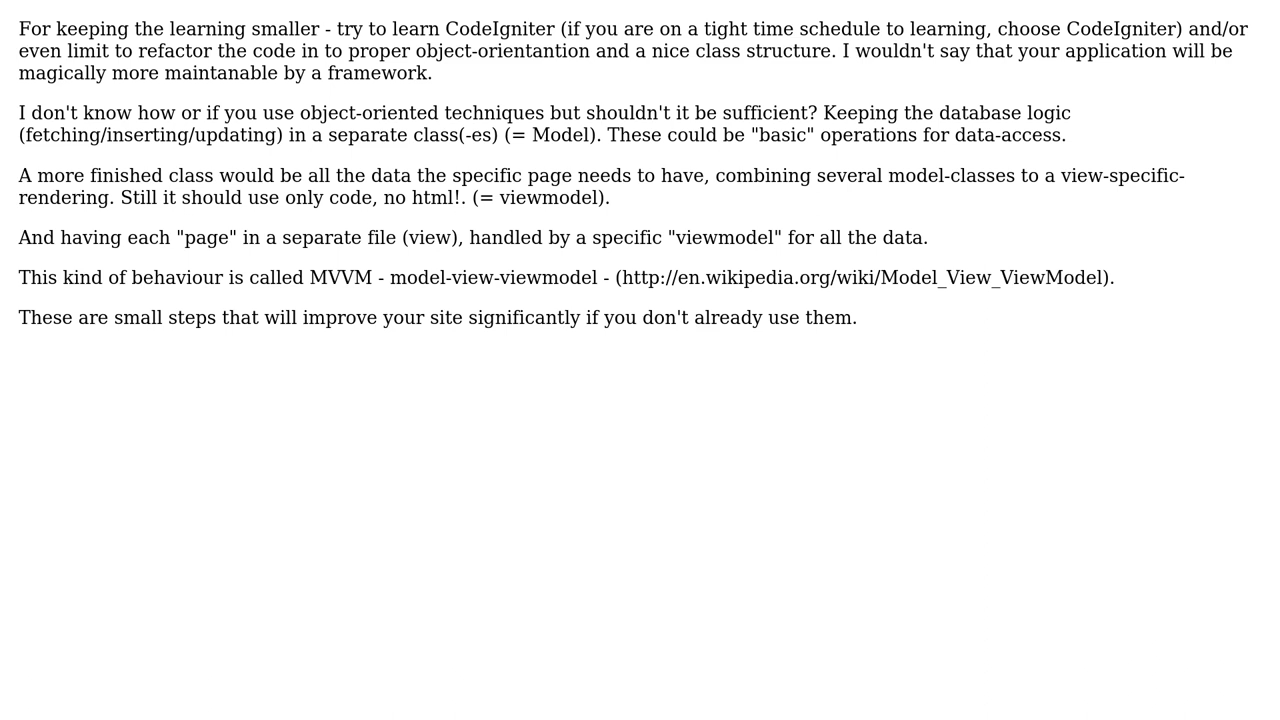 For keeping the learning smaller - try to learn CodeIgniter (if you are on a tight time schedule to learning, choose CodeIgniter) and/or
even limit to refactor the code in to proper object-orientantion and a nice class structure. I wouldn't say that your application will be
magically more maintanable by a framework.
I don't know how or if you use object-oriented techniques but shouldn't it be sufficient? Keeping the database logic
(fetching/inserting/updating) in a separate class(-es) (= Model). These could be "basic" operations for data-access.
A more finished class would be all the data the specific page needs to have, combining several model-classes to a view-specific-
rendering. Still it should use only code, no html!. (= viewmodel).
And having each "page" in a separate file (view), handled by a specific "viewmodel" for all the data.
This kind of behaviour is called MVVM - model-view-viewmodel - (http://en.wikipedia.org/wiki/Model_View_ViewModel).
These are small steps that will improve your site significantly if you don't already use them.